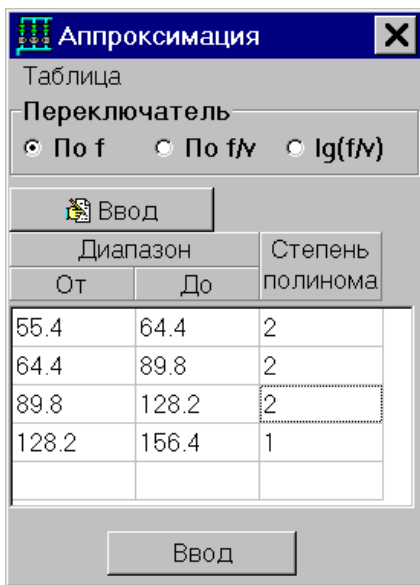 Аппроксимация
Таблица
Переключатель
По f По f/v lg(f/v)
Ввод
Диапазон Степень полинома
От До
55.4 64.4 2
64.4 89.8 2
89.8 128.2 2
128.2 156.4 1
Ввод